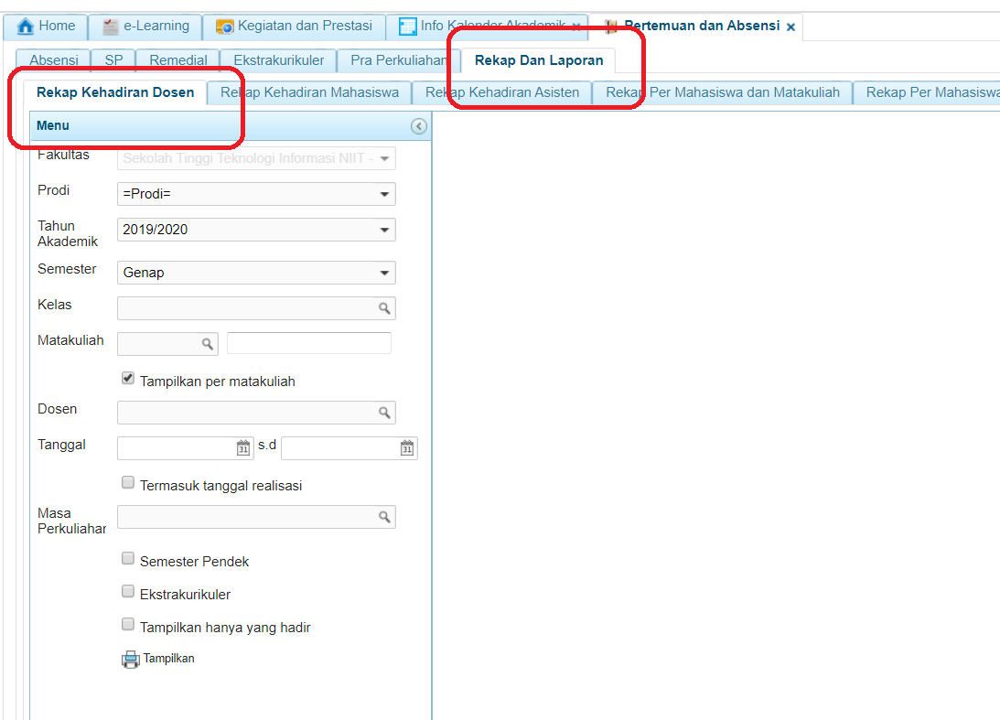 Home e-Learning Kegiatan dan Prestasi Info Kalender Akademik Pertemuan dan Absensi
Absensi SP Remedial Ekstrakurikuler Pra Perkuliahan Rekap Dan Laporan
Rekap Kehadiran Dosen Rekap Kehadiran Mahasiswa Rekap Kehadiran Asisten Rekap Per Mahasiswa dan Matakuliah Rekap Per Mahasiswa
Menu
Fakultas Sekolah Tinggi Teknologi Informasi NIIT -
Prodi =Prodi=
Tahun Akademik 2019/2020
Semester Genap
Kelas
Matakuliah
Tampilkan per matakuliah
Dosen
Tanggal 31 s.d 31
Termasuk tanggal realisasi
Masa
Perkuliahan
Semester Pendek
Ekstrakurikuler
Tampilkan hanya yang hadir
Tampilkan